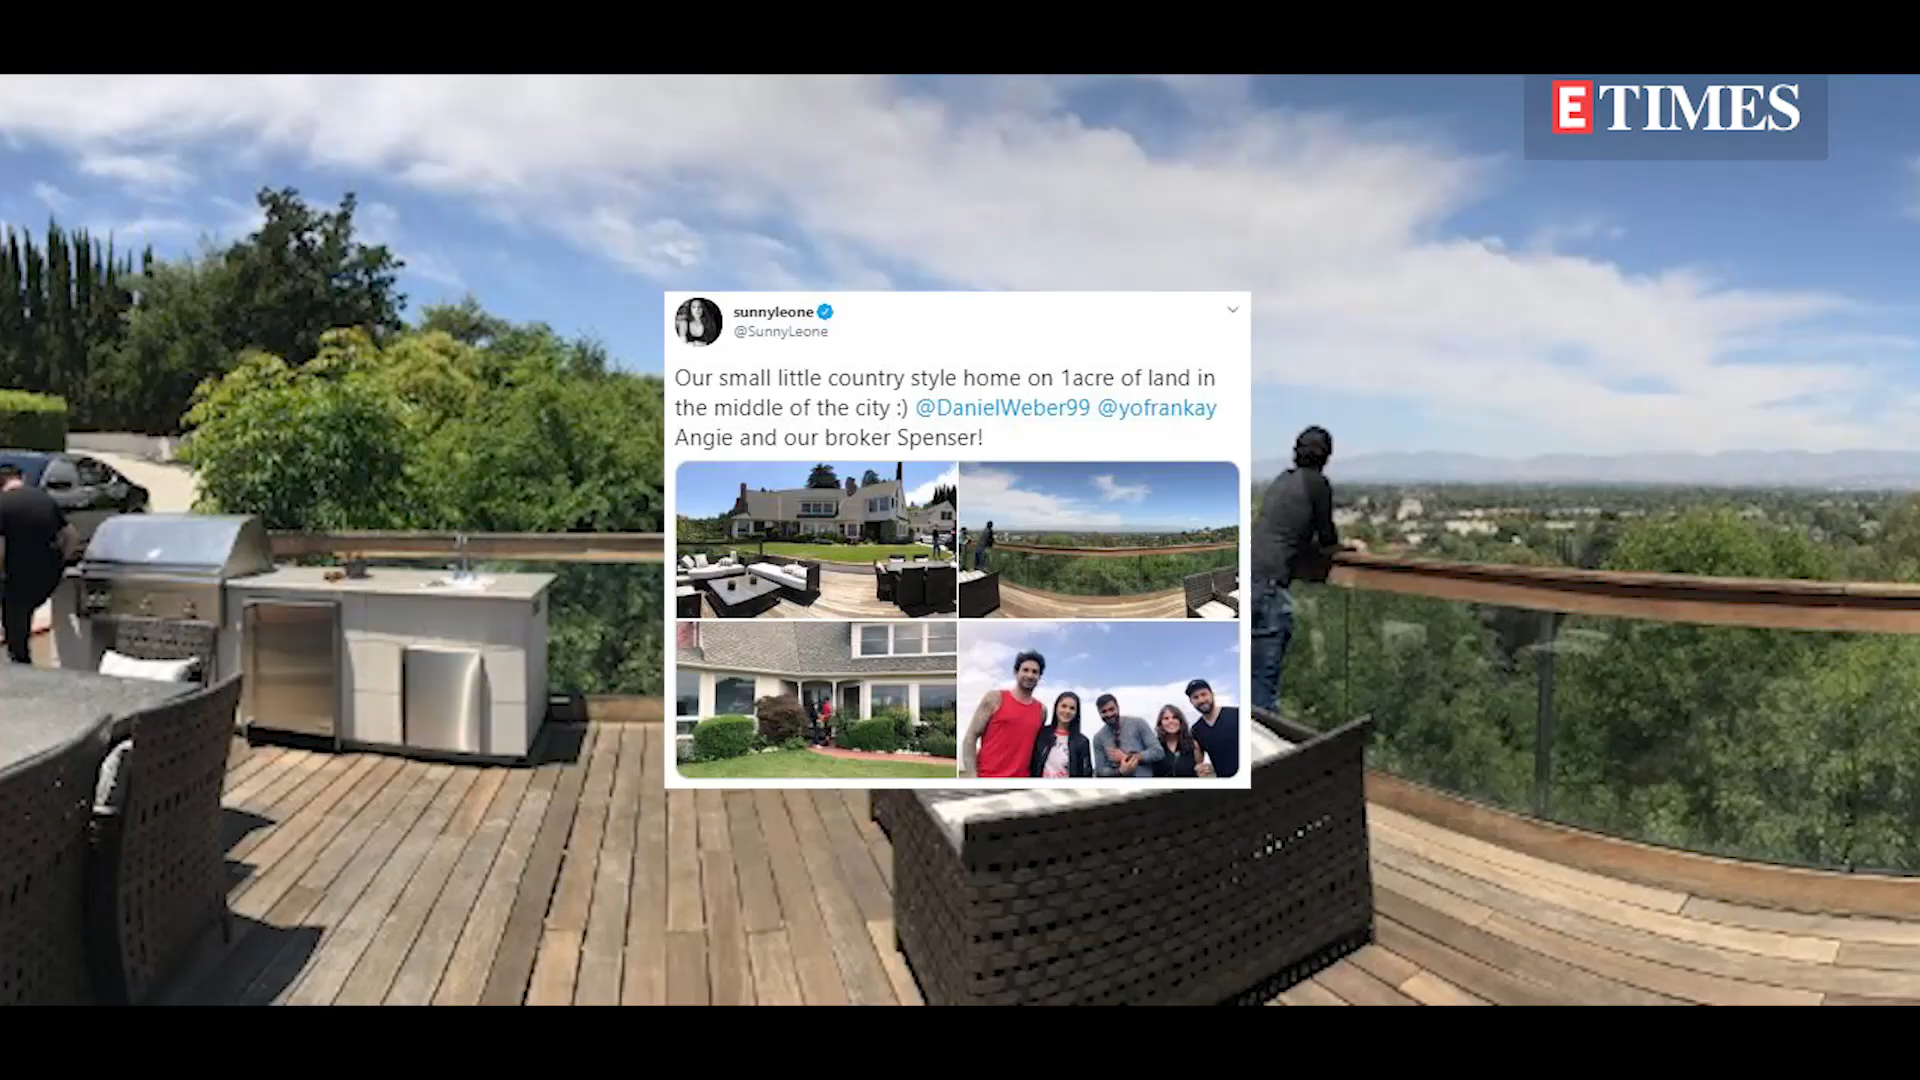 E TIMES
sunnyleone
@SunnyLeone
Our small little country style home on 1acre of land in
the middle of the city :) @DanielWeber99 @yofrankay
Angie and our broker Spenser!